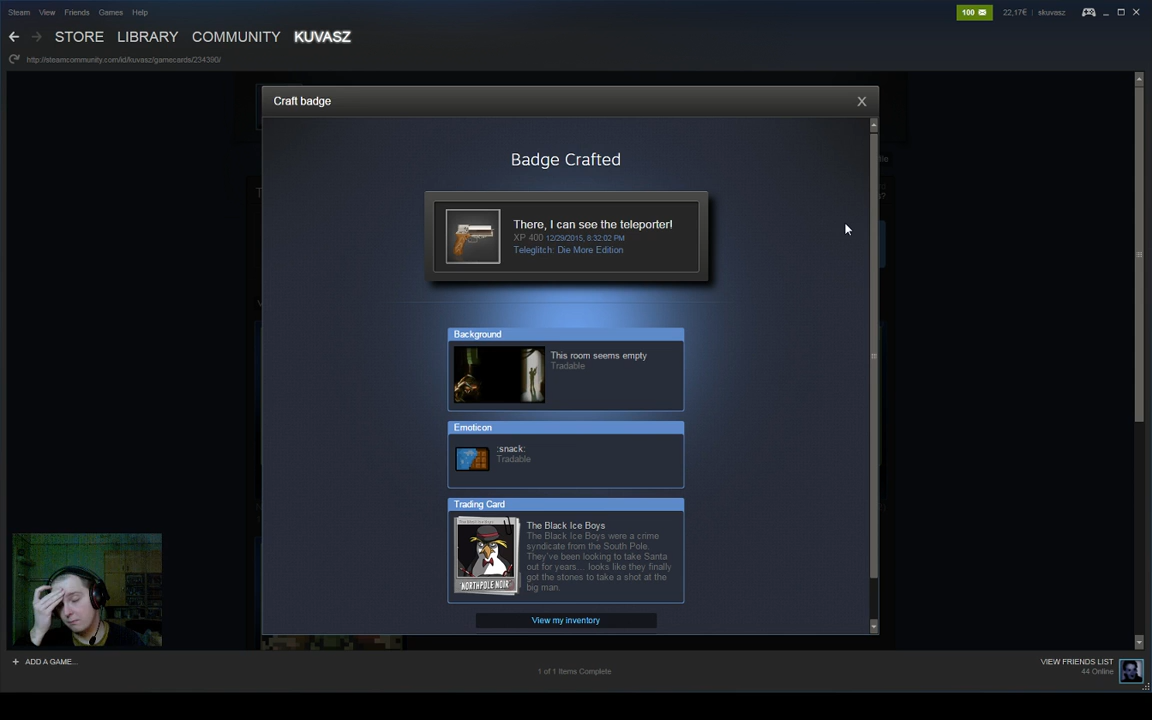 Steam View Friends Games Help
100 22,17€ skuvasz
STORE LIBRARY COMMUNITY KUVASZ
http://steamcommunity.com/id/kuvasz/gamecards/234390/
Craft badge
X
Badge Crafted
There, I can see the teleporter!
XP 400 12/29/2015, 8:32:02 PM
Teleglitch: Die More Edition
Background
This room seems empty
Tradable
Emoticon
:snack:
Tradable
Trading Card
The Black Ice Boys
The Black Ice Boys were a crime
syndicate from the South Pole.
They've been looking to take Santa
out for years... looks like they finally
got the stones to take a shot at the
big man.
NORTHPOLE NOIR
View my inventory
+ ADD A GAME...
1 of 1 Items Complete
VIEW FRIENDS LIST
44 Online